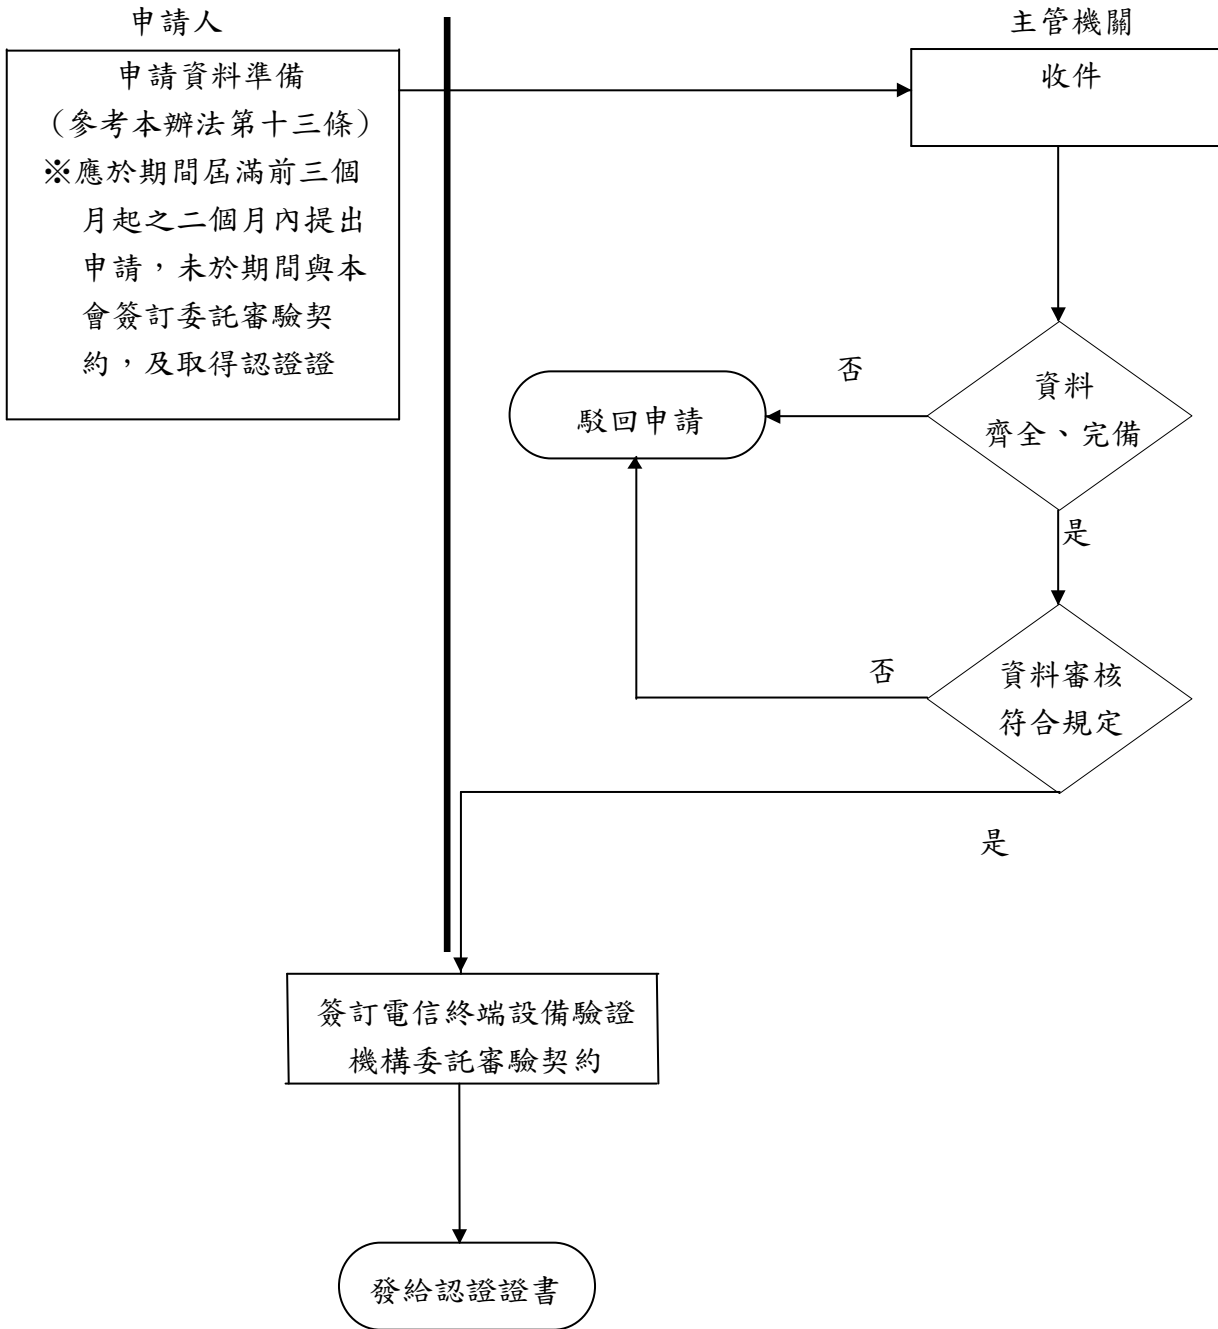 申請人
主管機關
申請資料準備
（參考本辦法第十三條）
※應於期間屆滿前三個
月起之二個月內提出
申請，未於期間與本
會簽訂委託審驗契
約，及取得認證證
收件
資料
齊全、完備
否
駁回申請
是
資料審核
符合規定
否
是
簽訂電信終端設備驗證
機構委託審驗契約
發給認證證書